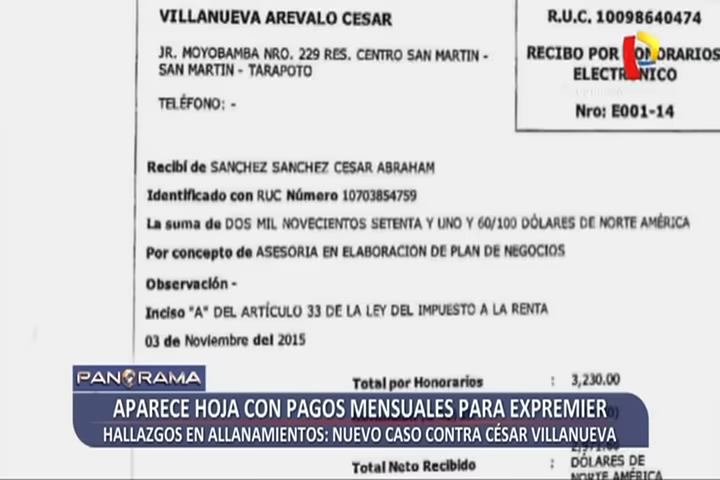 VILLANUEVA AREVALO CESAR
JR. MOYOBAMBA NRO. 229 RES. CENTRO SAN MARTIN -
SAN MARTIN - TARAPOTO
TELÉFONO: -
R.U.C. 10098640474
RECIBO POR HONORARIOS
ELECTRÓNICO
Nro: E001-14
Recibí de SANCHEZ SANCHEZ CESAR ABRAHAM
Identificado con RUC Número 10703854759
La suma de DOS MIL NOVECIENTOS SETENTA Y UNO Y 60/100 DÓLARES DE NORTE AMÉRICA
Por concepto de ASESORIA EN ELABORACION DE PLAN DE NEGOCIOS
Observación -
Inciso "A" DEL ARTÍCULO 33 DE LA LEY DEL IMPUESTO A LA RENTA
03 de Noviembre del 2015
Total por Honorarios : 3,230.00
PANORAMA
APARECE HOJA CON PAGOS MENSUALES PARA EXPREMIER
HALLAZGOS EN ALLANAMIENTOS: NUEVO CASO CONTRA CÉSAR VILLANUEVA
Total Neto Recibido : DÓLARES DE
NORTE AMÉRICA